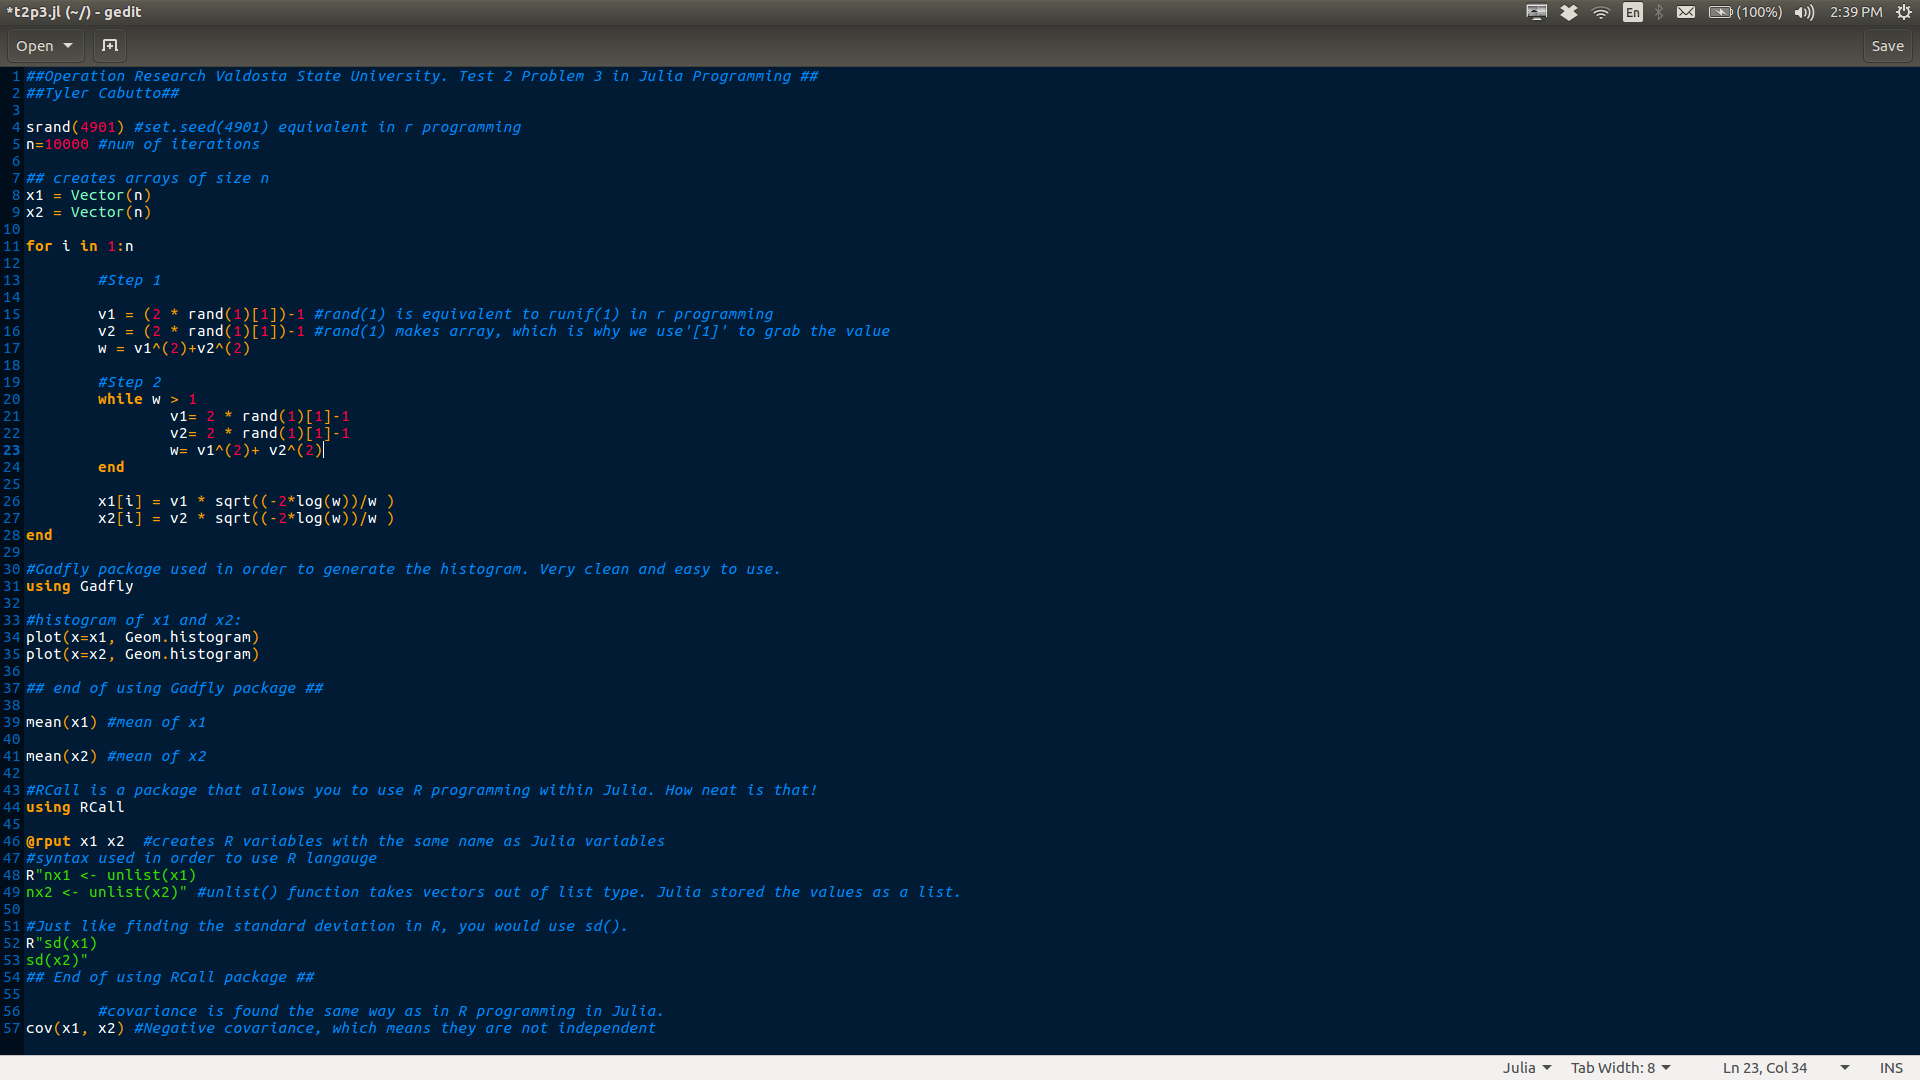 *t2p3.jl (~/) - gedit
En
(100%)
2:39 PM
Open
Save
1 ##Operation Research Valdosta State University. Test 2 Problem 3 in Julia Programming ##
2 ##Tyler Cabutto##
3
4 srand(4901) #set.seed(4901) equivalent in r programming
5 n=10000 #num of iterations
6
7 ## creates arrays of size n
8 x1 = Vector(n)
9 x2 = Vector(n)
10
11 for i in 1:n
12
13         #Step 1
14
15         v1 = (2 * rand(1)[1])-1 #rand(1) is equivalent to runif(1) in r programming
16         v2 = (2 * rand(1)[1])-1 #rand(1) makes array, which is why we use'[1]' to grab the value
17         w = v1^(2)+v2^(2)
18
19         #Step 2
20         while w > 1
21                 v1= 2 * rand(1)[1]-1
22                 v2= 2 * rand(1)[1]-1
23                 w= v1^(2)+ v2^(2)
24         end
25
26         x1[i] = v1 * sqrt((-2*log(w))/w )
27         x2[i] = v2 * sqrt((-2*log(w))/w )
28 end
29
30 #Gadfly package used in order to generate the histogram. Very clean and easy to use.
31 using Gadfly
32
33 #histogram of x1 and x2:
34 plot(x=x1, Geom.histogram)
35 plot(x=x2, Geom.histogram)
36
37 ## end of using Gadfly package ##
38
39 mean(x1) #mean of x1
40
41 mean(x2) #mean of x2
42
43 #RCall is a package that allows you to use R programming within Julia. How neat is that!
44 using RCall
45
46 @rput x1 x2  #creates R variables with the same name as Julia variables
47 #syntax used in order to use R langauge
48 R"nx1 <- unlist(x1)
49 nx2 <- unlist(x2)" #unlist() function takes vectors out of list type. Julia stored the values as a list.
50
51 #Just like finding the standard deviation in R, you would use sd().
52 R"sd(x1)
53 sd(x2)"
54 ## End of using RCall package ##
55
56         #covariance is found the same way as in R programming in Julia.
57 cov(x1, x2) #Negative covariance, which means they are not independent
Julia
Tab Width: 8
Ln 23, Col 34
INS